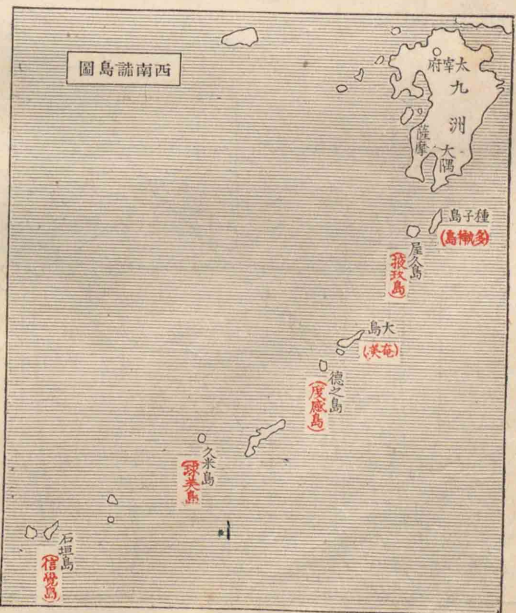 圖島諸南西
府宰太
九洲
薩摩
大隅
島子種
(島褹多)
屋久島
(掖玖島)
島大
(美奄)
德之島
(度感島)
久米島
(球美島)
石垣島
(信覺島)